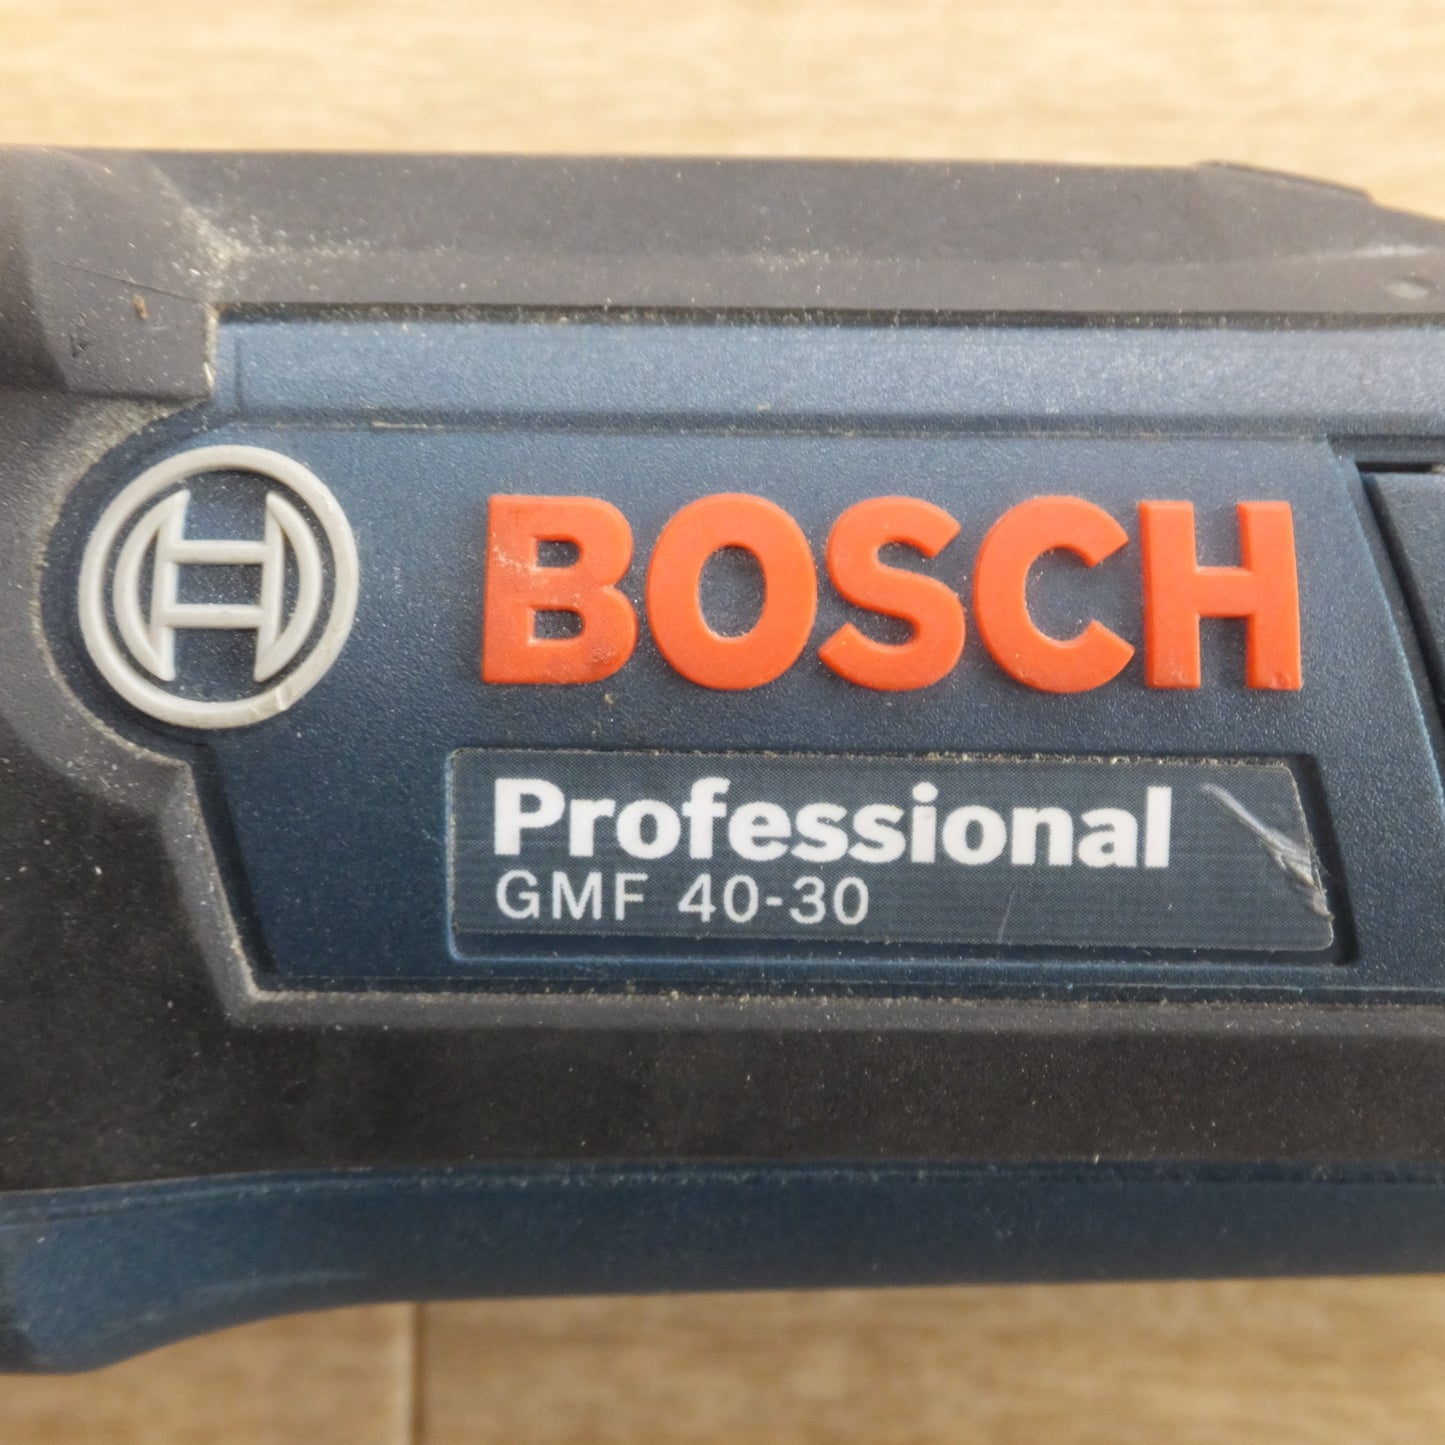 BOSCH
Professional
GMF 40-30